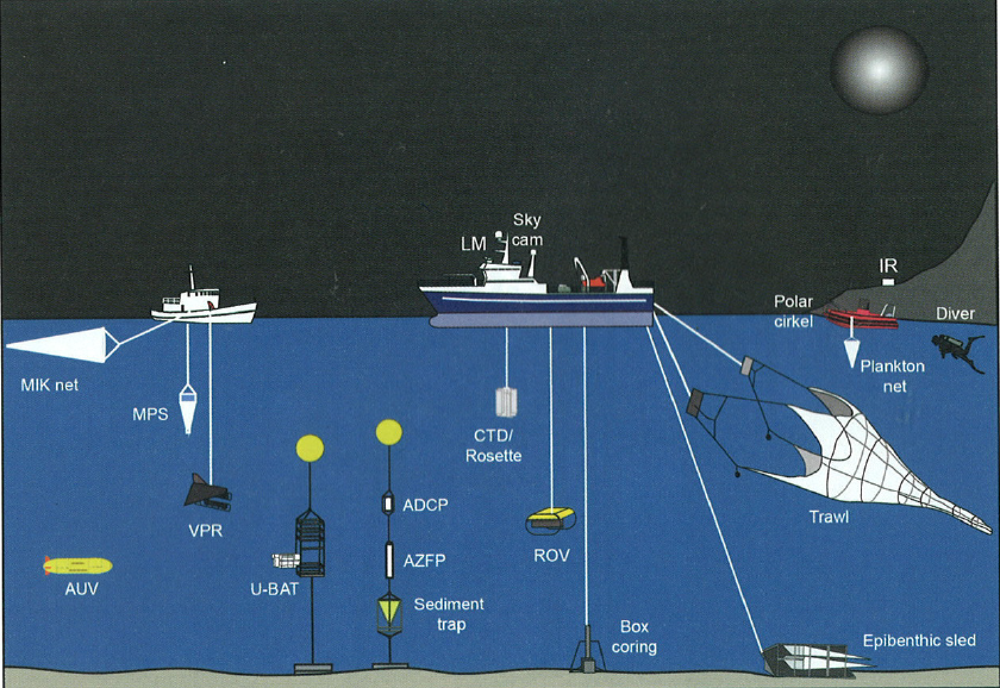 Sky
cam
LM
IR
Polar
cirkel
Diver
Plankton
net
MIK net
MPS
CTD/
Rosette
ADCP
Trawl
VPR
ROV
AZFP
AUV
U-BAT
Sediment
trap
Box
coring
Epibenthic sled